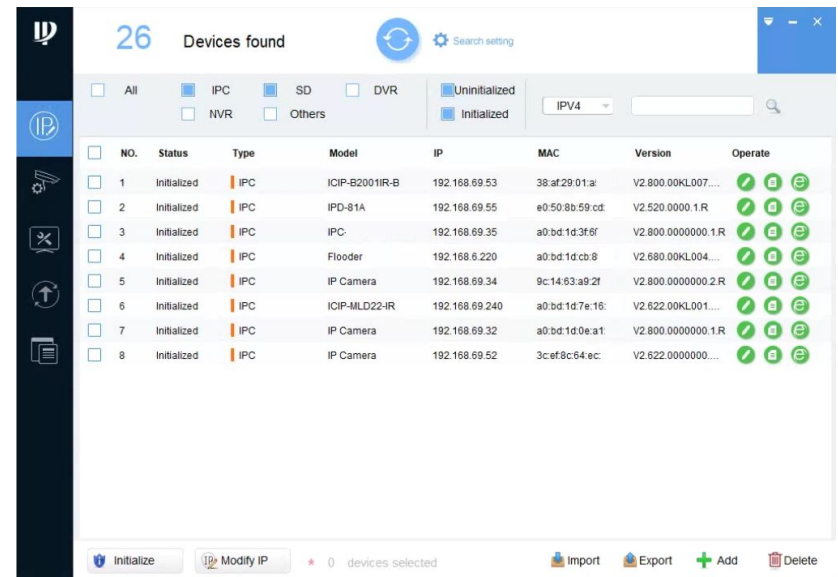 26 Devices found Search setting
All IPC SD DVR Uninitialized
NVR Others Initialized IPV4
NO. Status Type Model IP MAC Version Operate
1 Initialized IPC ICIP-B2001IR-B 192.168.69.53 38:af:29:01:a V2.800.00KL007....
2 Initialized IPC IPD-81A 192.168.69.55 e0:50:8b:59:cd: V2.520.0000.1.R
3 Initialized IPC IPC- 192.168.69.35 a0:bd:1d:3f:6f V2.800.0000000.1.R
4 Initialized IPC Flooder 192.168.6.220 a0:bd:1d:cb:8 V2.680.00KL004....
5 Initialized IPC IP Camera 192.168.69.34 9c:14:63:a9:2f V2.800.0000000.2.R
6 Initialized IPC ICIP-MLD22-IR 192.168.69.240 a0:bd:1d:7e:16: V2.622.00KL001....
7 Initialized IPC IP Camera 192.168.69.32 a0:bd:1d:0e:a1: V2.800.0000000.1.R
8 Initialized IPC IP Camera 192.168.69.52 3c:ef:8c:64:ec: V2.622.0000000....
Initialize Modify IP * 0 devices selected Import Export Add Delete